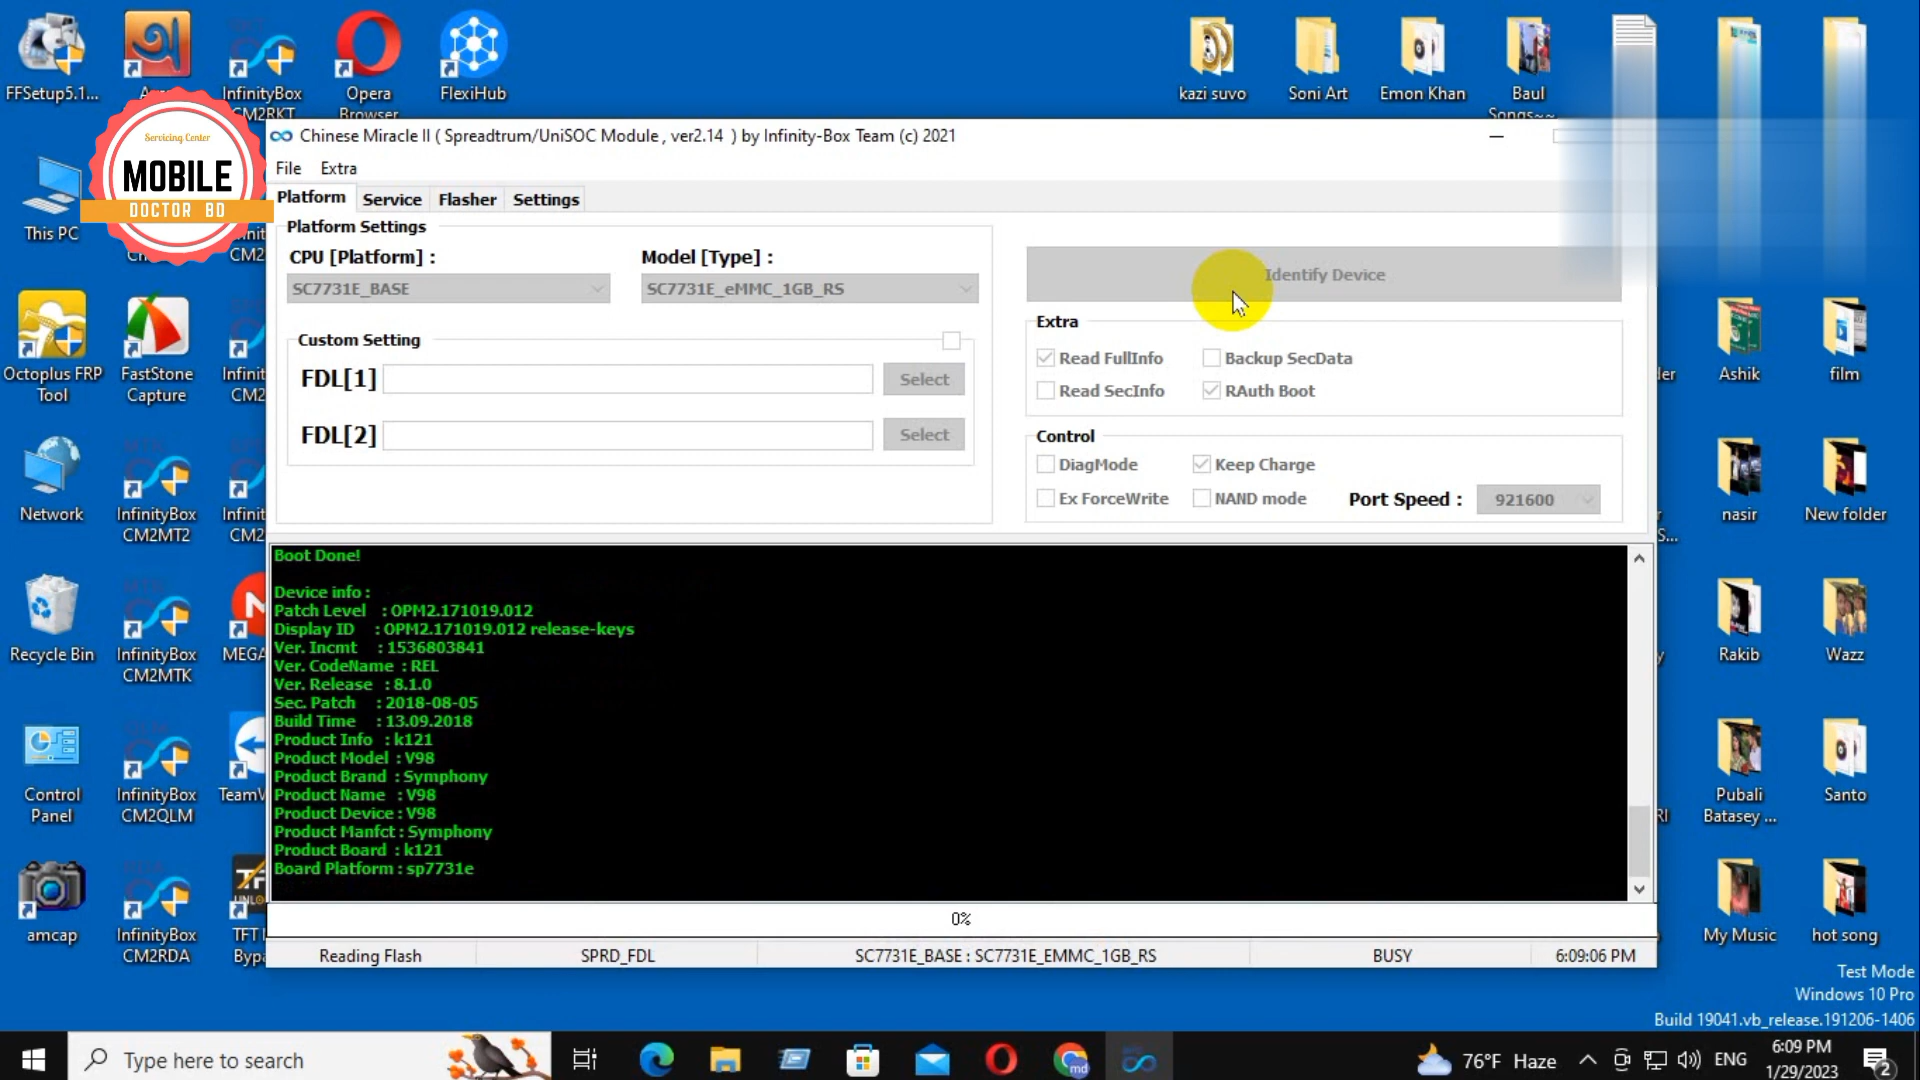 FFSetup5.1...
InfinityBox
CM2RKT
Opera
Browser
FlexiHub
kazi suvo
Soni Art
Emon Khan
Baul
Songs~~
Servicing Center
MOBILE
DOCTOR BD
This PC
Chinese Miracle II ( Spreadtrum/UniSOC Module , ver2.14 ) by Infinity-Box Team (c) 2021
File
Extra
Platform
Service
Flasher
Settings
Platform Settings
CPU [Platform] :
Model [Type] :
SC7731E_BASE
SC7731E_eMMC_1GB_RS
Identify Device
Custom Setting
FDL[1]
Select
FDL[2]
Select
Extra
Read FullInfo
Backup SecData
Read SecInfo
RAuth Boot
Control
DiagMode
Keep Charge
Ex ForceWrite
NAND mode
Port Speed :
921600
Boot Done!
Device info :
Patch Level : OPM2.171019.012
Display ID : OPM2.171019.012 release-keys
Ver. Incmt : 1536803841
Ver. CodeName : REL
Ver. Release : 8.1.0
Sec. Patch : 2018-08-05
Build Time : 13.09.2018
Product Info : k121
Product Model : V98
Product Brand : Symphony
Product Name : V98
Product Device : V98
Product Manfct : Symphony
Product Board : k121
Board Platform : sp7731e
0%
Reading Flash
SPRD_FDL
SC7731E_BASE : SC7731E_EMMC_1GB_RS
BUSY
6:09:06 PM
Octoplus FRP
Tool
FastStone
Capture
Infinit
CM2
Network
InfinityBox
CM2MT2
Infinit
CM2
Recycle Bin
InfinityBox
CM2MTK
MEGA
Control
Panel
InfinityBox
CM2QLM
TeamV
amcap
InfinityBox
CM2RDA
TFT
Bypa
Ashik
film
nasir
New folder
Rakib
Wazz
Pubali
Batasey ...
Santo
My Music
hot song
Test Mode
Windows 10 Pro
Build 19041.vb_release.191206-1406
Type here to search
76°F Haze
ENG
6:09 PM
1/29/2023
2